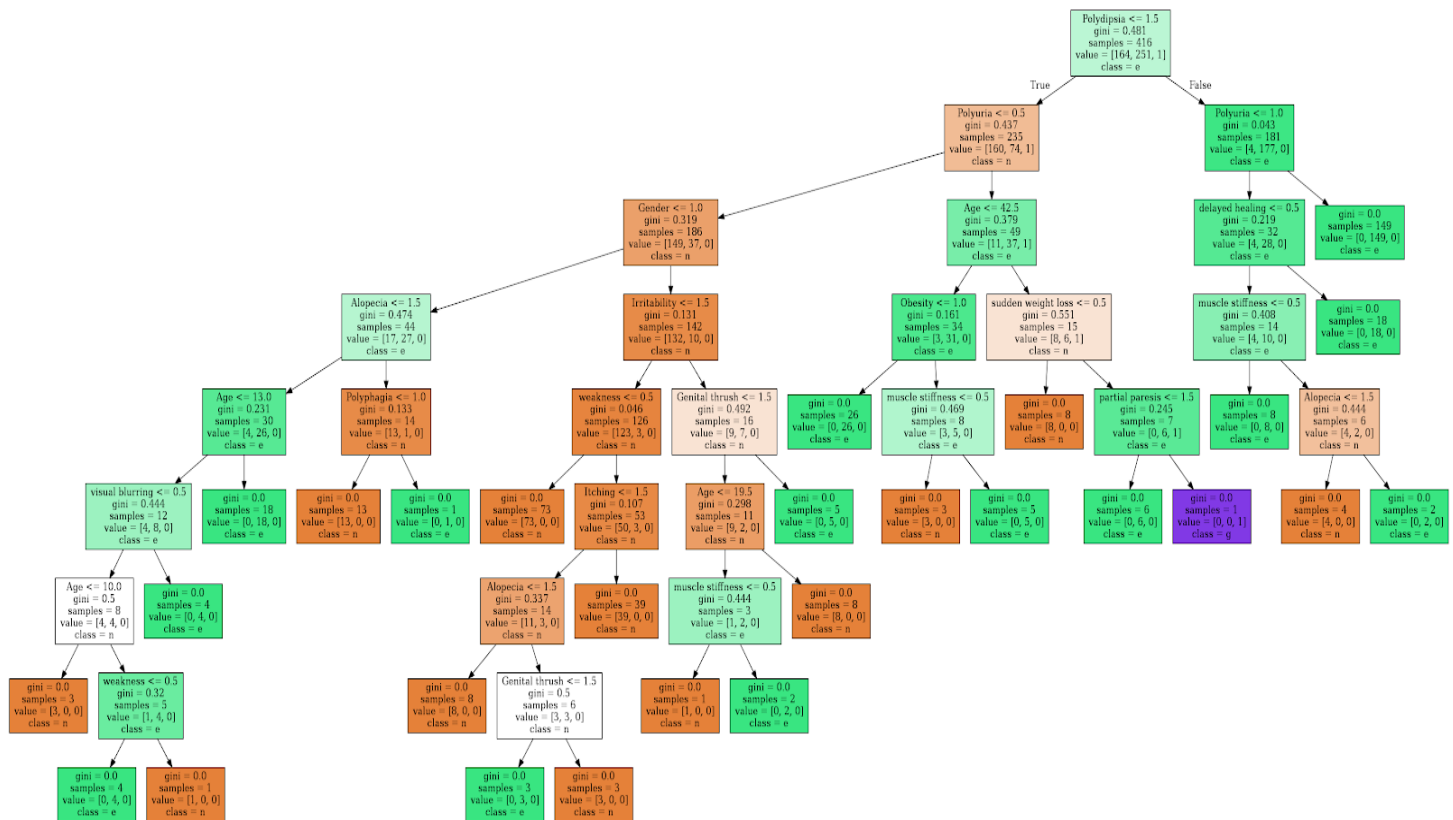 Polydipsia <= 1.5
gini = 0.481
samples = 416
value = [164, 251, 1]
class = e
True
False
Polyuria <= 0.5
gini = 0.437
samples = 235
value = [160, 74, 1]
class = n
Polyuria <= 1.0
gini = 0.043
samples = 181
value = [4, 177, 0]
class = e
Gender <= 1.0
gini = 0.319
samples = 186
value = [149, 37, 0]
class = n
Age <= 42.5
gini = 0.379
samples = 49
value = [11, 37, 1]
class = e
delayed healing <= 0.5
gini = 0.219
samples = 32
value = [4, 28, 0]
class = e
gini = 0.0
samples = 149
value = [0, 149, 0]
class = e
Alopecia <= 1.5
gini = 0.474
samples = 44
value = [17, 27, 0]
class = e
Irritability <= 1.5
gini = 0.131
samples = 142
value = [132, 10, 0]
class = n
Obesity <= 1.0
gini = 0.161
samples = 34
value = [3, 31, 0]
class = e
sudden weight loss <= 0.5
gini = 0.551
samples = 15
value = [8, 6, 1]
class = n
muscle stiffness <= 0.5
gini = 0.408
samples = 14
value = [4, 10, 0]
class = e
gini = 0.0
samples = 18
value = [0, 18, 0]
class = e
Age <= 13.0
gini = 0.231
samples = 30
value = [4, 26, 0]
class = e
Polyphagia <= 1.0
gini = 0.133
samples = 14
value = [13, 1, 0]
class = n
weakness <= 0.5
gini = 0.046
samples = 126
value = [123, 3, 0]
class = n
Genital thrush <= 1.5
gini = 0.492
samples = 16
value = [9, 7, 0]
class = n
gini = 0.0
samples = 26
value = [0, 26, 0]
class = e
muscle stiffness <= 0.5
gini = 0.469
samples = 8
value = [3, 5, 0]
class = e
gini = 0.0
samples = 8
value = [8, 0, 0]
class = n
partial paresis <= 1.5
gini = 0.245
samples = 7
value = [0, 6, 1]
class = e
gini = 0.0
samples = 8
value = [0, 8, 0]
class = e
Alopecia <= 1.5
gini = 0.444
samples = 6
value = [4, 2, 0]
class = n
visual blurring <= 0.5
gini = 0.444
samples = 12
value = [4, 8, 0]
class = e
gini = 0.0
samples = 18
value = [0, 18, 0]
class = e
gini = 0.0
samples = 13
value = [13, 0, 0]
class = n
gini = 0.0
samples = 1
value = [0, 1, 0]
class = e
gini = 0.0
samples = 73
value = [73, 0, 0]
class = n
Itching <= 1.5
gini = 0.107
samples = 53
value = [50, 3, 0]
class = n
Age <= 19.5
gini = 0.298
samples = 11
value = [9, 2, 0]
class = n
gini = 0.0
samples = 5
value = [0, 5, 0]
class = e
gini = 0.0
samples = 3
value = [3, 0, 0]
class = n
gini = 0.0
samples = 5
value = [0, 5, 0]
class = e
gini = 0.0
samples = 6
value = [0, 6, 0]
class = e
gini = 0.0
samples = 1
value = [0, 0, 1]
class = g
gini = 0.0
samples = 4
value = [4, 0, 0]
class = n
gini = 0.0
samples = 2
value = [0, 2, 0]
class = e
Age <= 10.0
gini = 0.5
samples = 8
value = [4, 4, 0]
class = n
gini = 0.0
samples = 4
value = [0, 4, 0]
class = e
Alopecia <= 1.5
gini = 0.337
samples = 14
value = [11, 3, 0]
class = n
gini = 0.0
samples = 39
value = [39, 0, 0]
class = n
muscle stiffness <= 0.5
gini = 0.444
samples = 3
value = [1, 2, 0]
class = e
gini = 0.0
samples = 8
value = [8, 0, 0]
class = n
gini = 0.0
samples = 3
value = [3, 0, 0]
class = n
weakness <= 0.5
gini = 0.32
samples = 5
value = [1, 4, 0]
class = e
gini = 0.0
samples = 8
value = [8, 0, 0]
class = n
Genital thrush <= 1.5
gini = 0.5
samples = 6
value = [3, 3, 0]
class = n
gini = 0.0
samples = 1
value = [1, 0, 0]
class = n
gini = 0.0
samples = 2
value = [0, 2, 0]
class = e
gini = 0.0
samples = 4
value = [0, 4, 0]
class = e
gini = 0.0
samples = 1
value = [1, 0, 0]
class = n
gini = 0.0
samples = 3
value = [0, 3, 0]
class = e
gini = 0.0
samples = 3
value = [3, 0, 0]
class = n